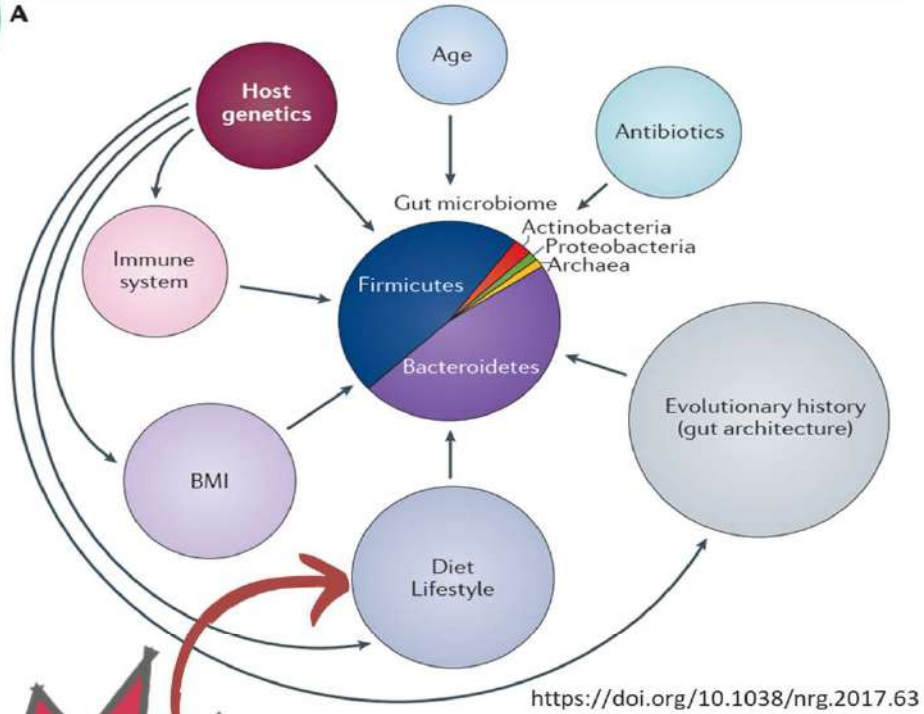 A
Age
Host
genetics
Antibiotics
Gut microbiome
Actinobacteria
Proteobacteria
Archaea
Firmicutes
Bacteroidetes
Immune
system
Evolutionary history
(gut architecture)
BMI
Diet
Lifestyle
https://doi.org/10.1038/nrg.2017.63